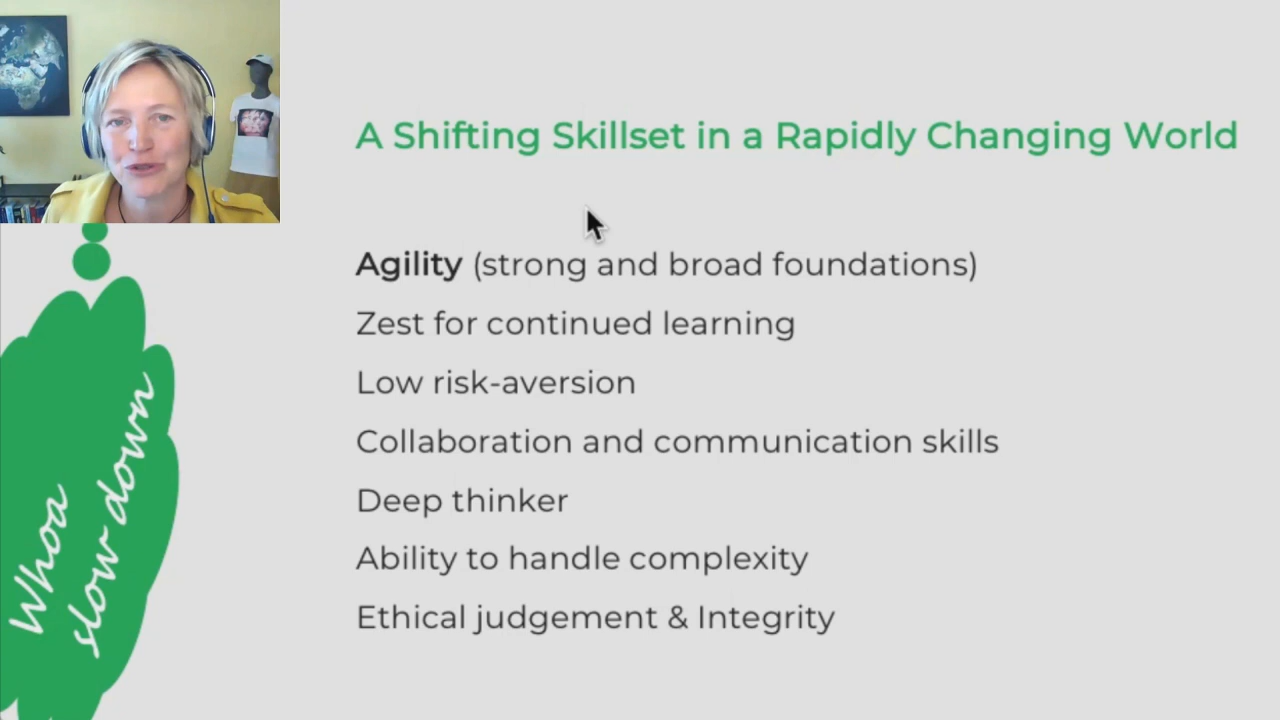 A Shifting Skillset in a Rapidly Changing World
Agility (strong and broad foundations)
Zest for continued learning
Low risk-aversion
Collaboration and communication skills
Deep thinker
Ability to handle complexity
Ethical judgement & Integrity
Whoa
slow down